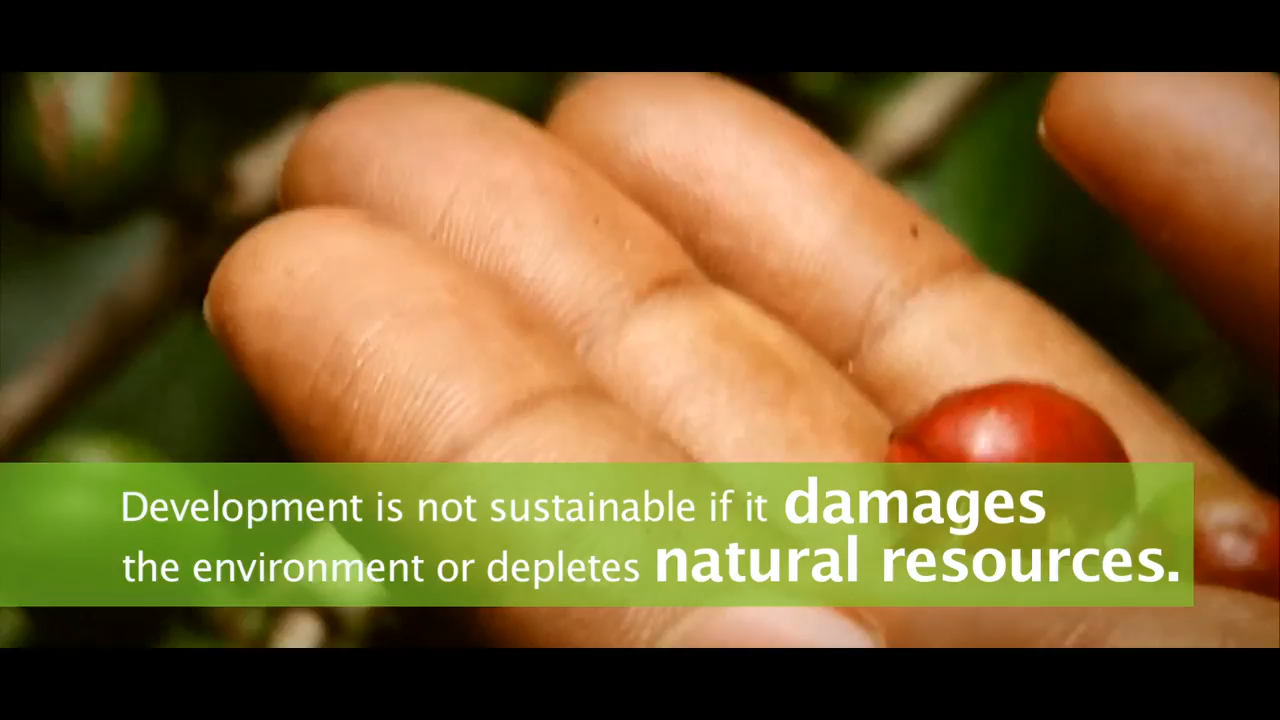 Development is not sustainable if it damages
the environment or depletes natural resources.